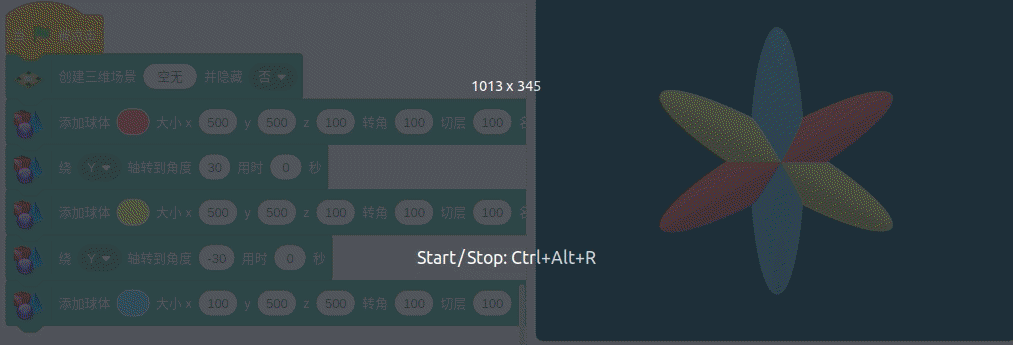 创建三维场景 空无 并隐藏 否
1013 x 345
添加球体 大小 x 500 y 500 z 100 转角 100 切层 100
绕 Y 轴转到角度 30 用时 0 秒
添加球体 大小 x 500 y 500 z 100 转角 100 切层 100
绕 Y 轴转到角度 -30 用时 0 秒
Start/Stop: Ctrl+Alt+R
添加球体 大小 x 100 y 500 z 500 转角 100 切层 100